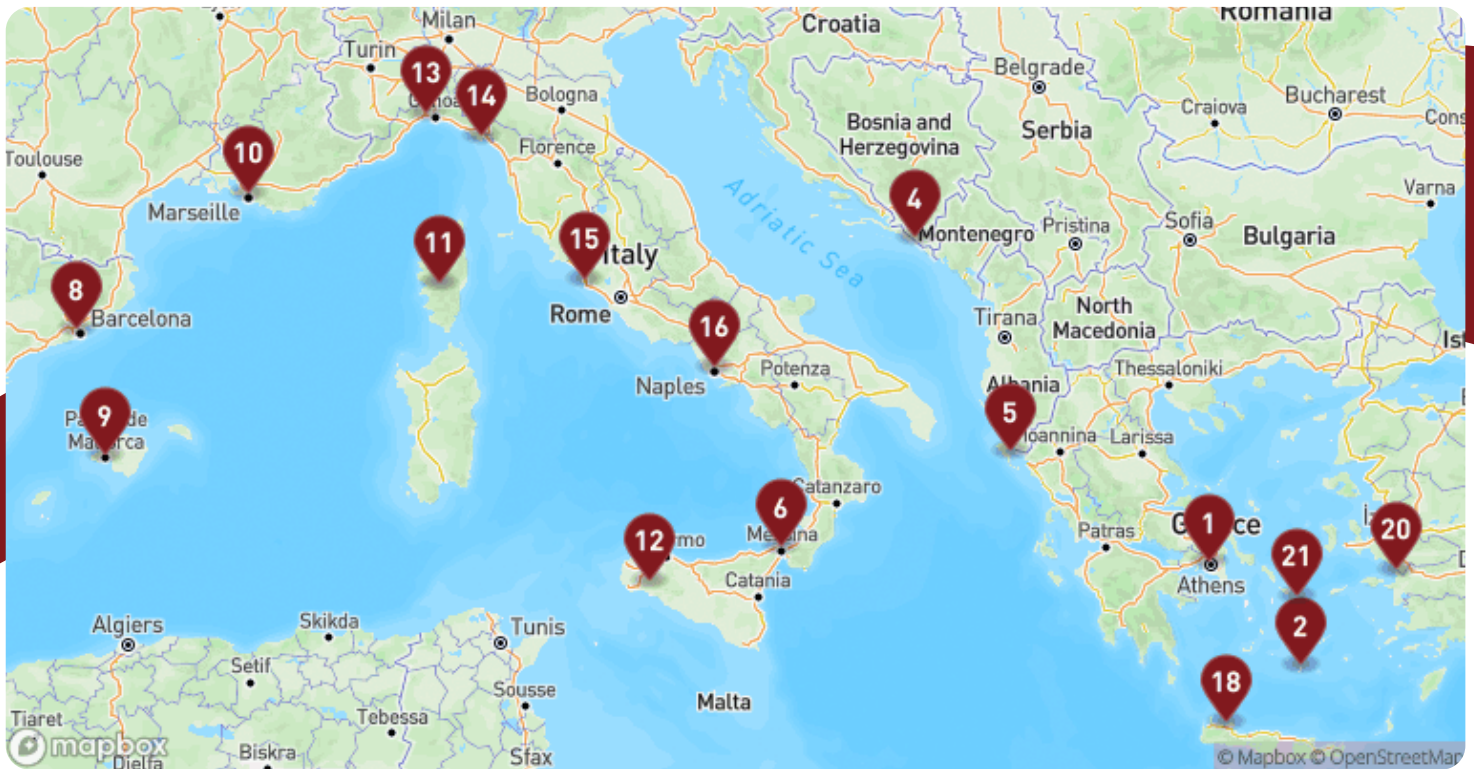 Romania
Milan
Croatia
Turin
Belgrade
13
14
Bologna
Bucharest
Craiova
Bosnia and
Herzegovina
Serbia
Florence
Toulouse
10
Marseille
Adriatic Sea
4
Montenegro
Pristina
Sofia
Varna
Bulgaria
11
15
Italy
8
Barcelona
Rome
16
North
Macedonia
Tirana
Naples
Potenza
Thessaloniki
Albania
9
Mallorca
5
Ioannina
Larissa
Catanzaro
6
12
Patras
1
Athens
20
21
Catania
2
Algiers
Skikda
Tunis
Setif
18
Malta
Sousse
Tiaret
Tebessa
mapbox
Djelfa
Biskra
Sfax
© Mapbox © OpenStreetMap